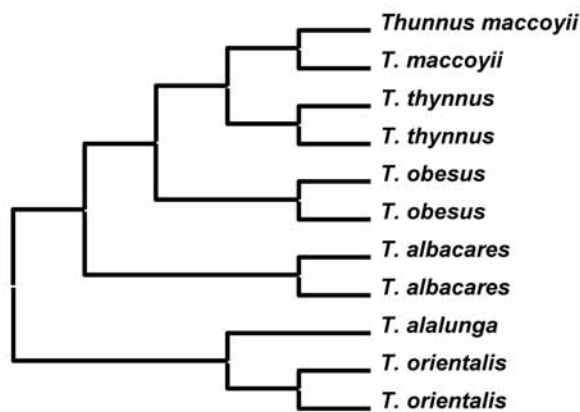 Thunnus maccoyii
T. maccoyii
T. thynnus
T. thynnus
T. obesus
T. obesus
T. albacares
T. albacares
T. alalunga
T. orientalis
T. orientalis